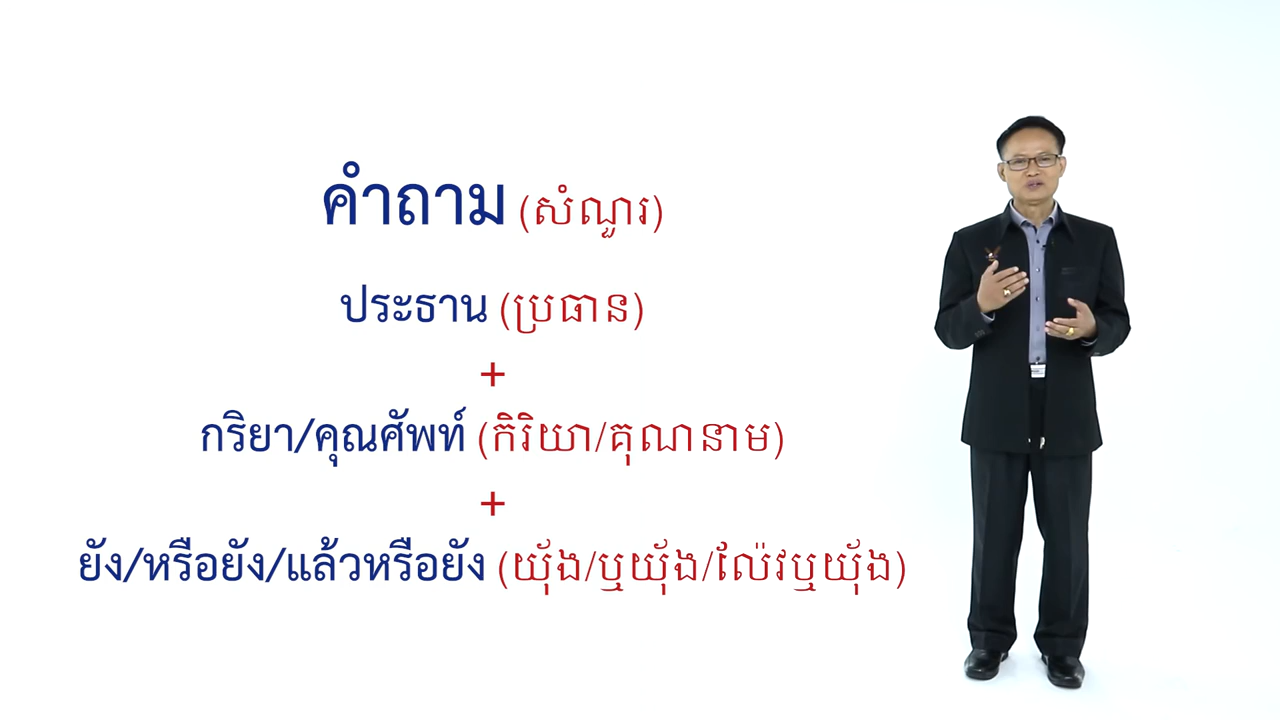 คำถาม (សំណួរ)
ประธาน (ប្រធាន)
+
กริยา/คุณศัพท์ (កិរិយា/គុណនាម)
+
ยัง/หรือยัง/แล้วหรือยัง (យ៉័ង/ឬយ៉័ង/ល៉ែវឬយ៉័ង)